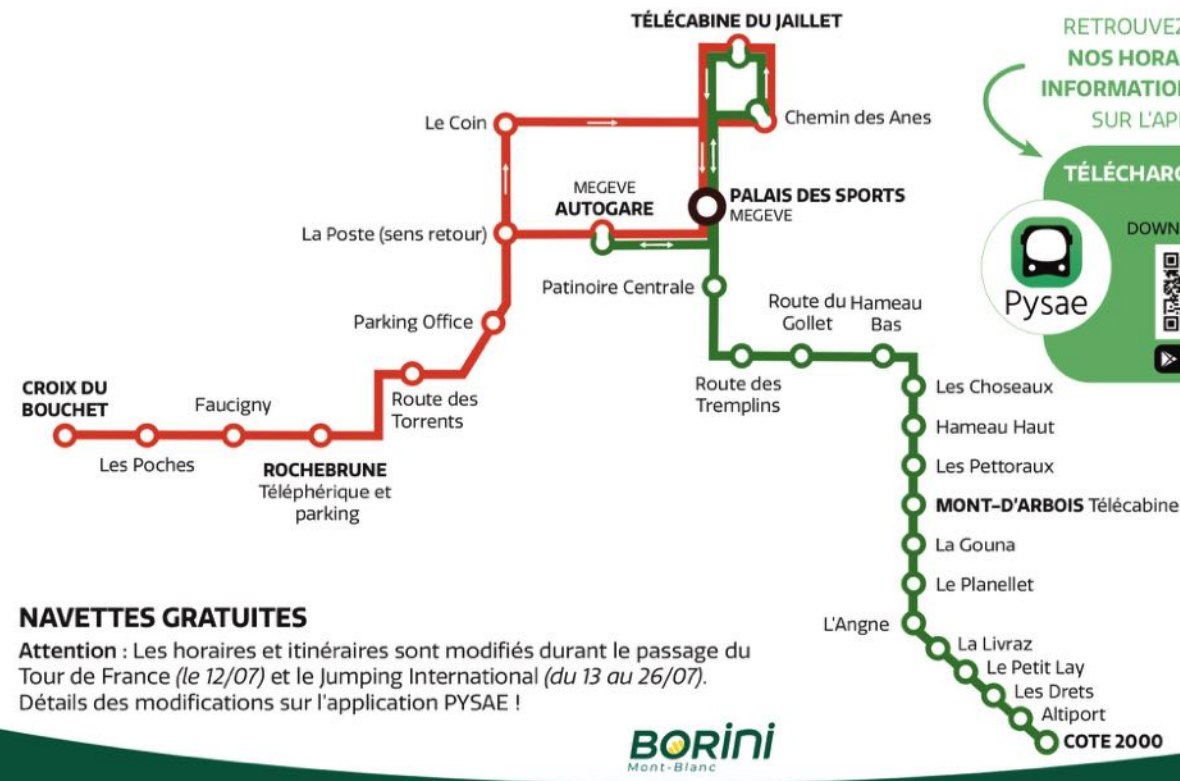 TÉLÉCABINE DU JAILLET
Le Coin
Chemin des Anes
MEGEVE
AUTOGARE
PALAIS DES SPORTS
MEGEVE
La Poste (sens retour)
Patinoire Centrale
Parking Office
Route du
Gollet
Hameau
Bas
Route des
Tremplins
CROIX DU
BOUCHET
Les Poches
Faucigny
ROCHEBRUNE
Téléphérique et
parking
Route des
Torrents
Les Choseaux
Hameau Haut
Les Pettoraux
MONT-D'ARBOIS Télécabine
La Gouna
Le Planellet
L'Angne
La Livraz
Le Petit Lay
Les Drets
Altiport
COTE 2000
RETROUVEZ
NOS HORA
INFORMATION
SUR L'AP
TÉLÉCHARG
DOWN
Pysae
NAVETTES GRATUITES
Attention : Les horaires et itinéraires sont modifiés durant le passage du
Tour de France (le 12/07) et le Jumping International (du 13 au 26/07).
Détails des modifications sur l'application PYSAE !
BORINI
Mont-Blanc